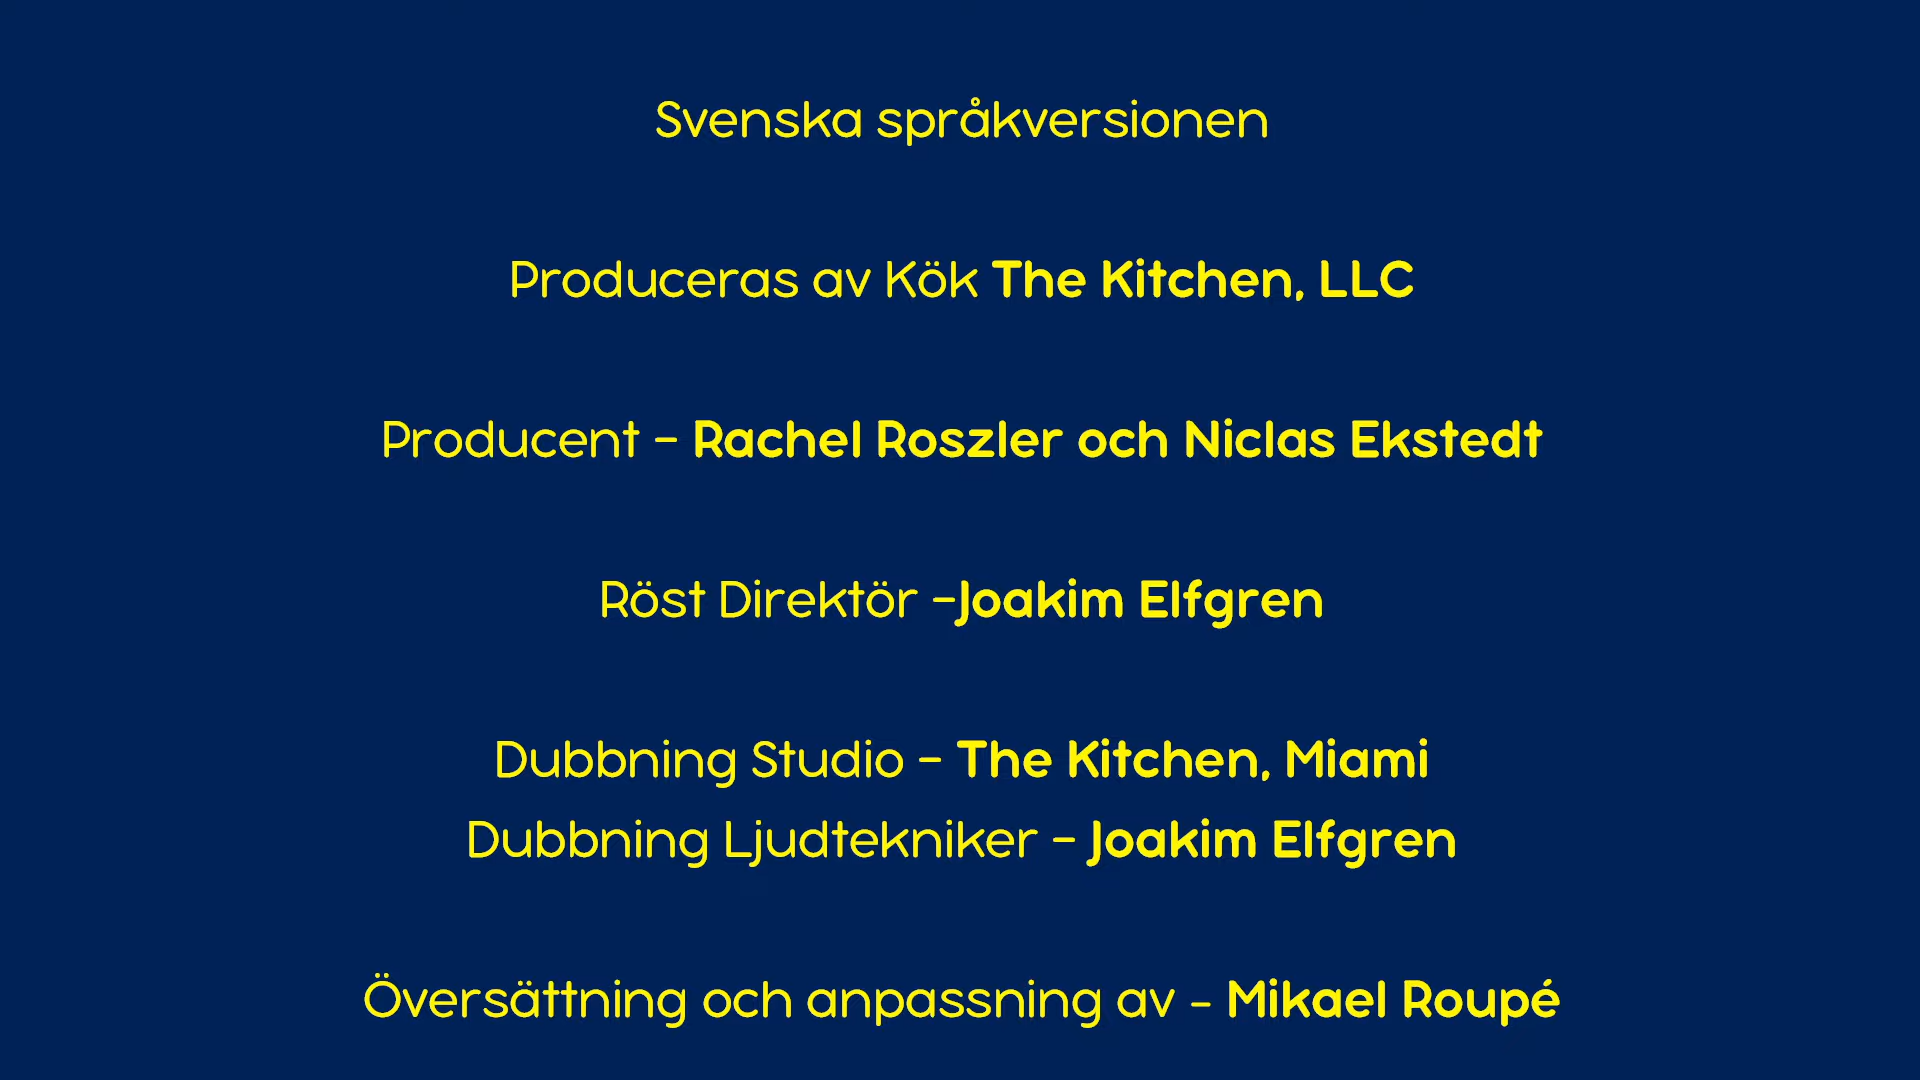 Svenska språkversionen
Produceras av Kök The Kitchen, LLC
Producent - Rachel Roszler och Niclas Ekstedt
Röst Direktör -Joakim Elfgren
Dubbning Studio - The Kitchen, Miami
Dubbning Ljudtekniker - Joakim Elfgren
Översättning och anpassning av - Mikael Roupé